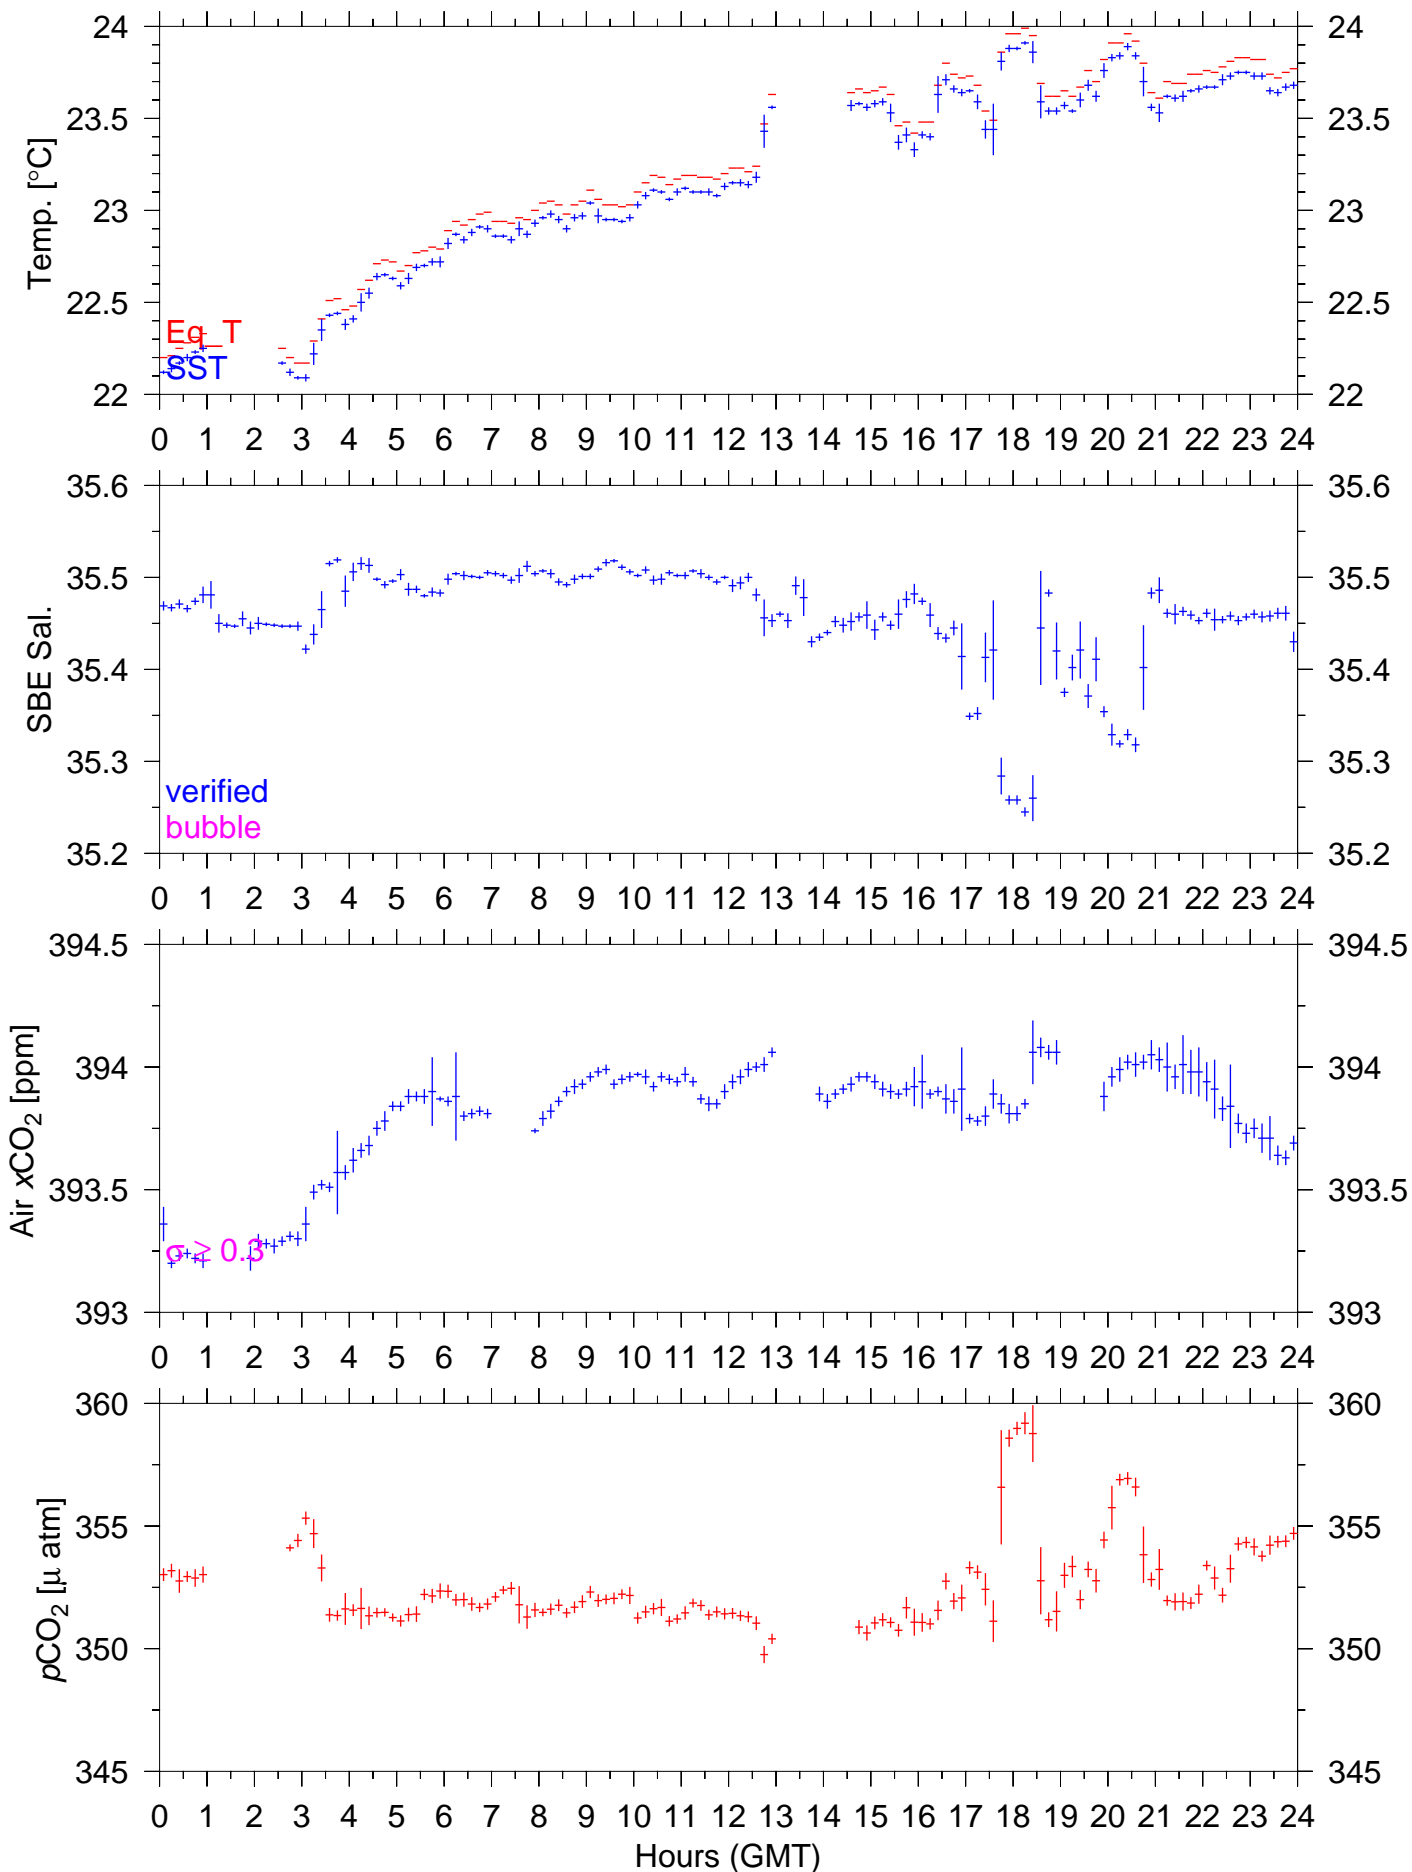 24 24
23.5 23.5
23 23
22.5 22.5
22 22
Temp. [°C]
Eq_T
SST
0 1 2 3 4 5 6 7 8 9 10 11 12 13 14 15 16 17 18 19 20 21 22 23 24
35.6 35.6
35.5 35.5
35.4 35.4
35.3 35.3
35.2 35.2
SBE Sal.
verified
bubble
0 1 2 3 4 5 6 7 8 9 10 11 12 13 14 15 16 17 18 19 20 21 22 23 24
394.5 394.5
394 394
393.5 393.5
393 393
Air xCO₂ [ppm]
σ ≥ 0.3
0 1 2 3 4 5 6 7 8 9 10 11 12 13 14 15 16 17 18 19 20 21 22 23 24
360 360
355 355
350 350
345 345
pCO₂ [μ atm]
0 1 2 3 4 5 6 7 8 9 10 11 12 13 14 15 16 17 18 19 20 21 22 23 24
Hours (GMT)